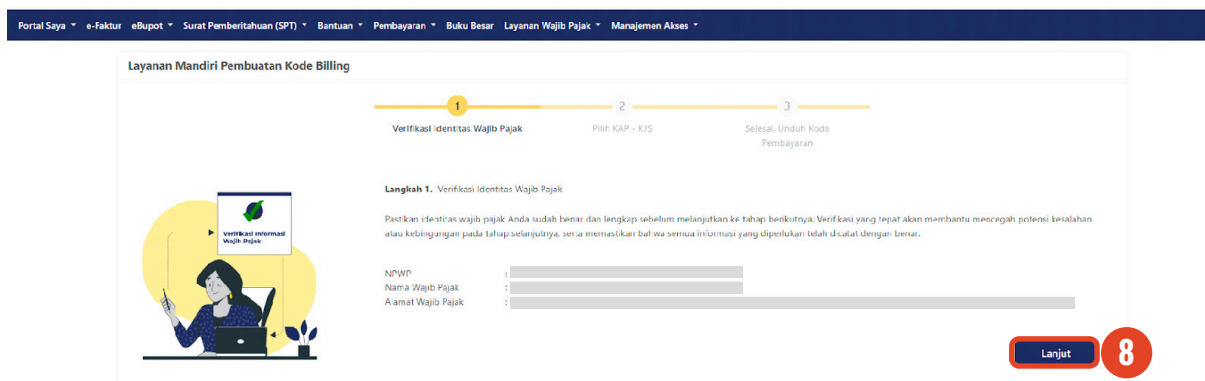 Portal Saya e-Faktur eBupot Surat Pemberitahuan (SPT) Bantuan Pembayaran Buku Besar Layanan Wajib Pajak Manajemen Akses
Layanan Mandiri Pembuatan Kode Billing
1 2 3
Verifikasi Identitas Wajib Pajak Pilih KAP - KJS Selesai, Unduh Kode
Pembayaran
Langkah 1. Verifikasi Identitas Wajib Pajak
Pastikan identitas wajib pajak Anda sudah benar dan lengkap sebelum melanjutkan ke tahap berikutnya. Verifikasi yang tepat akan membantu mencegah potensi kesalahan
atau kebingungan pada tahap selanjutnya, serta memastikan bahwa semua informasi yang diperlukan telah dicatat dengan benar.
Verifikasi Informasi
Wajib Pajak
NPWP :
Nama Wajib Pajak :
Alamat Wajib Pajak :
Lanjut 8